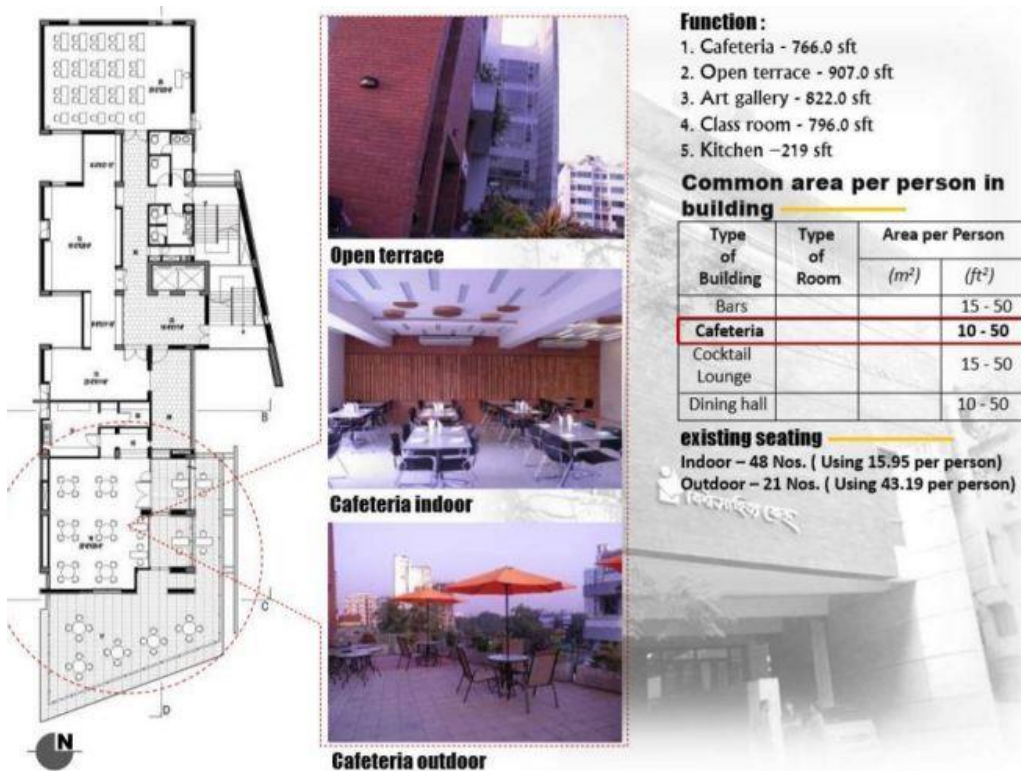 Function :
1. Cafeteria - 766.0 sft
2. Open terrace - 907.0 sft
3. Art gallery - 822.0 sft
4. Class room - 796.0 sft
5. Kitchen –219 sft
Common area per person in
building
Type of Building Type of Room Area per Person
(m²) (ft²)
Bars 15 - 50
Cafeteria 10 - 50
Cocktail Lounge 15 - 50
Dining hall 10 - 50
existing seating
Indoor – 48 Nos. ( Using 15.95 per person)
Outdoor – 21 Nos. ( Using 43.19 per person)
বিশ্বসাহিত্য কেন্দ্র
Open terrace
Cafeteria indoor
Cafeteria outdoor
B
C
D
N